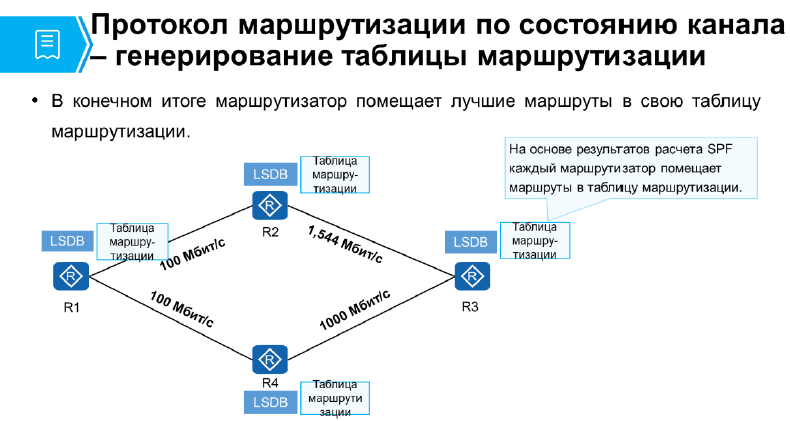 Протокол маршрутизации по состоянию канала
– генерирование таблицы маршрутизации
• В конечном итоге маршрутизатор помещает лучшие маршруты в свою таблицу
маршрутизации.
На основе результатов расчета SPF
каждый маршрутизатор помещает
маршруты в таблицу маршрутизации.
LSDB
Таблица
маршру-
тизации
R
R2
LSDB
Таблица
маршру-
тизации
R
R1
100 Мбит/с
1,544 Мбит/с
LSDB
Таблица
маршру-
тизации
R
R3
100 Мбит/с
1000 Мбит/с
R
R4
LSDB
Таблица
маршрути
зации